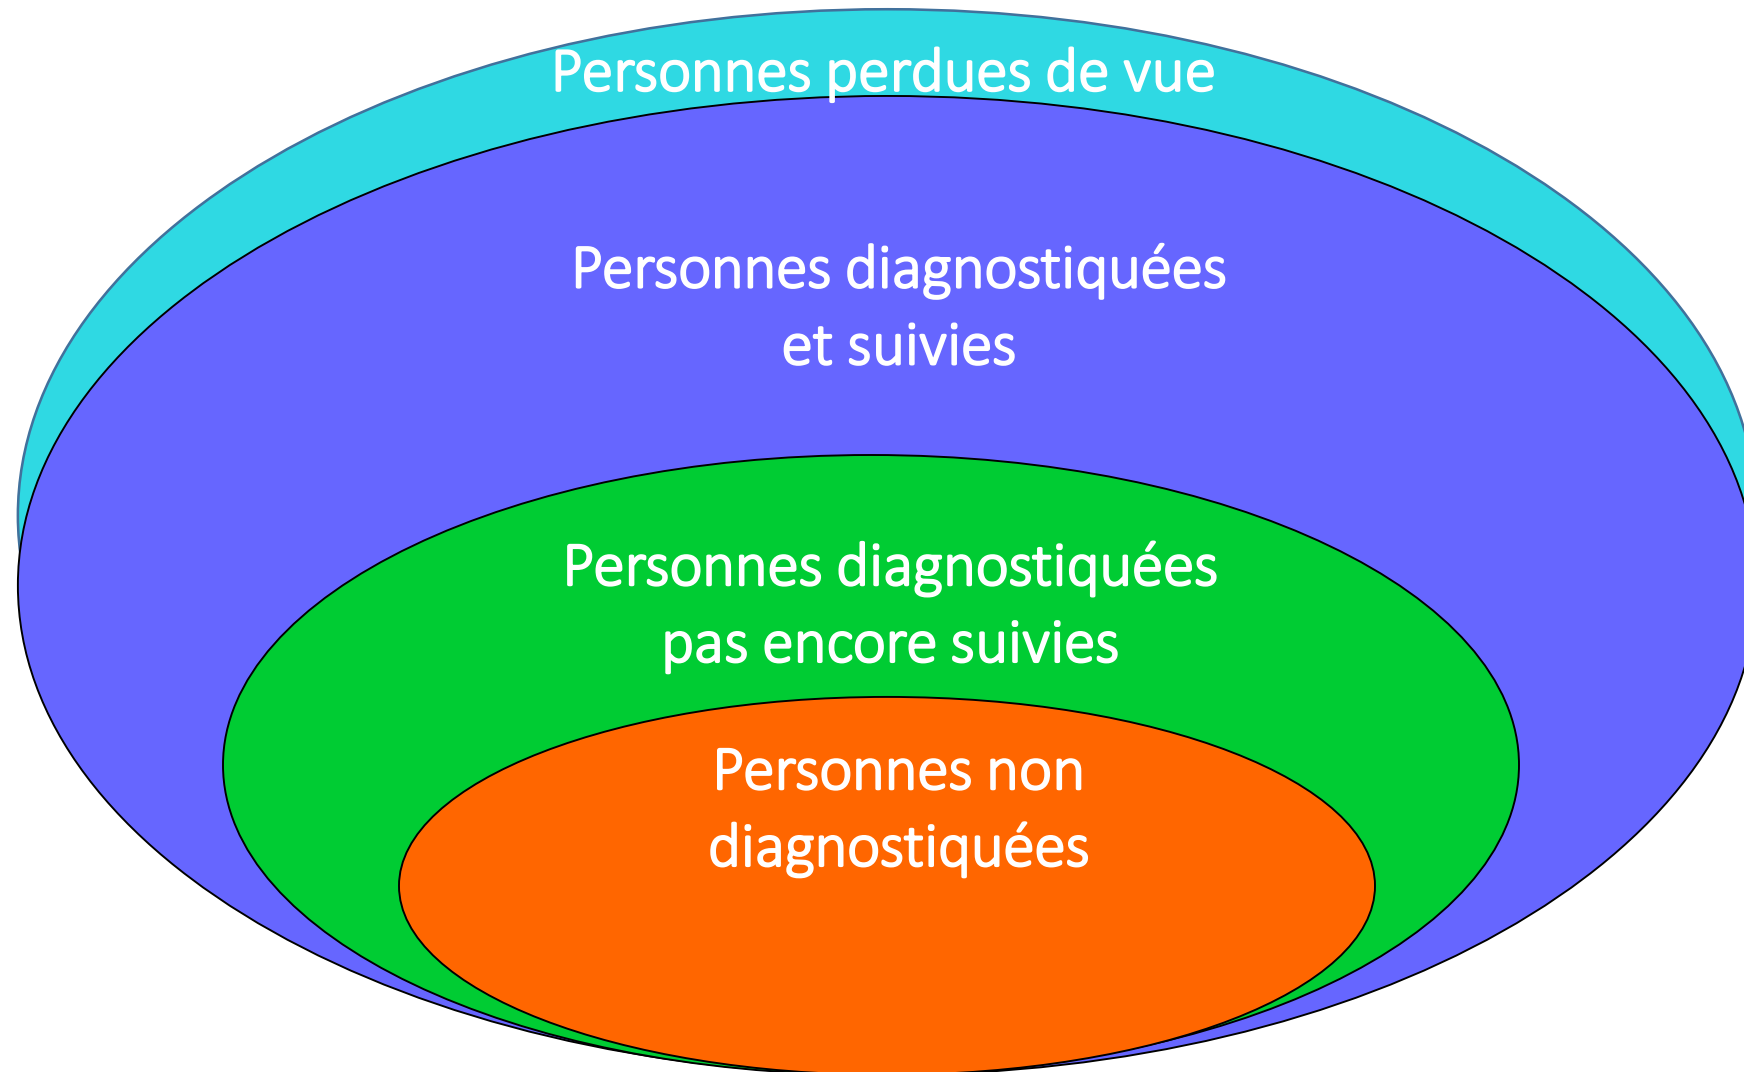 Personnes perdues de vue
Personnes diagnostiquées
et suivies
Personnes diagnostiquées
pas encore suivies
Personnes non
diagnostiquées